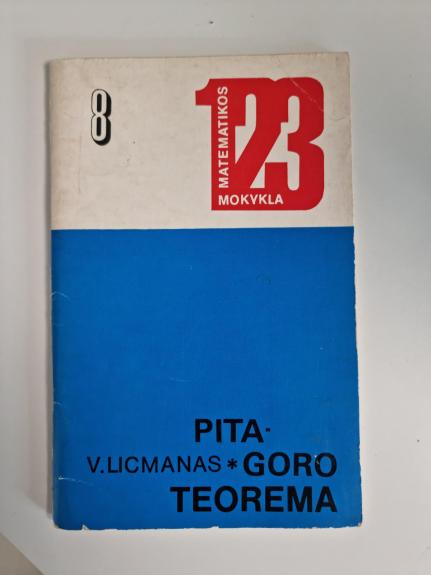 8
123
MATEMATIKOS
MOKYKLA
PITA-
V.LICMANAS * GORO
TEOREMA